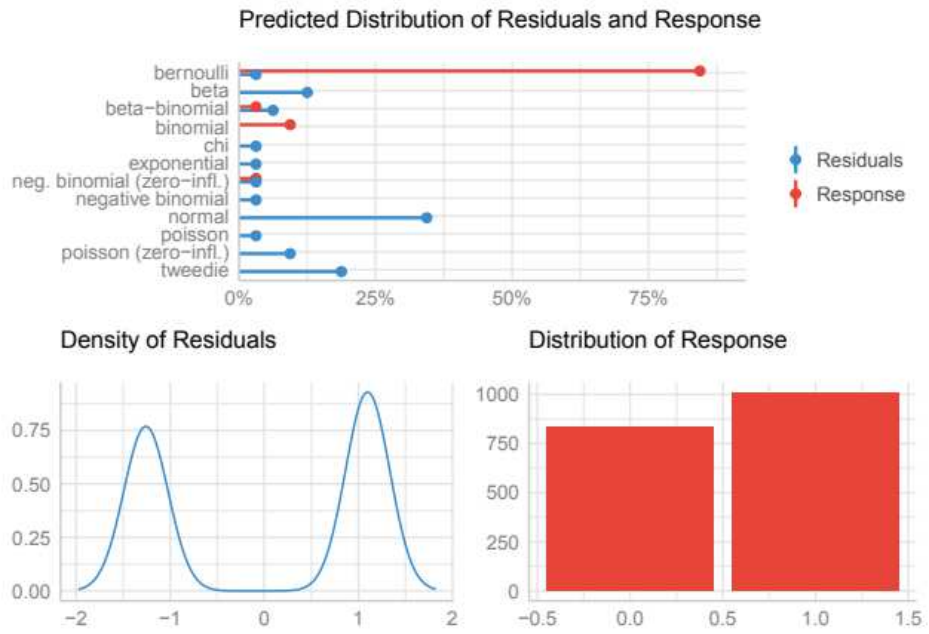 Predicted Distribution of Residuals and Response
bernoulli
beta
beta−binomial
binomial
chi
exponential
neg. binomial (zero−infl.)
negative binomial
normal
poisson
poisson (zero−infl.)
tweedie
0% 25% 50% 75%
Residuals
Response
Density of Residuals
0.75
0.50
0.25
0.00
−2 −1 0 1 2
Distribution of Response
1000
750
500
250
0
−0.5 0.0 0.5 1.0 1.5